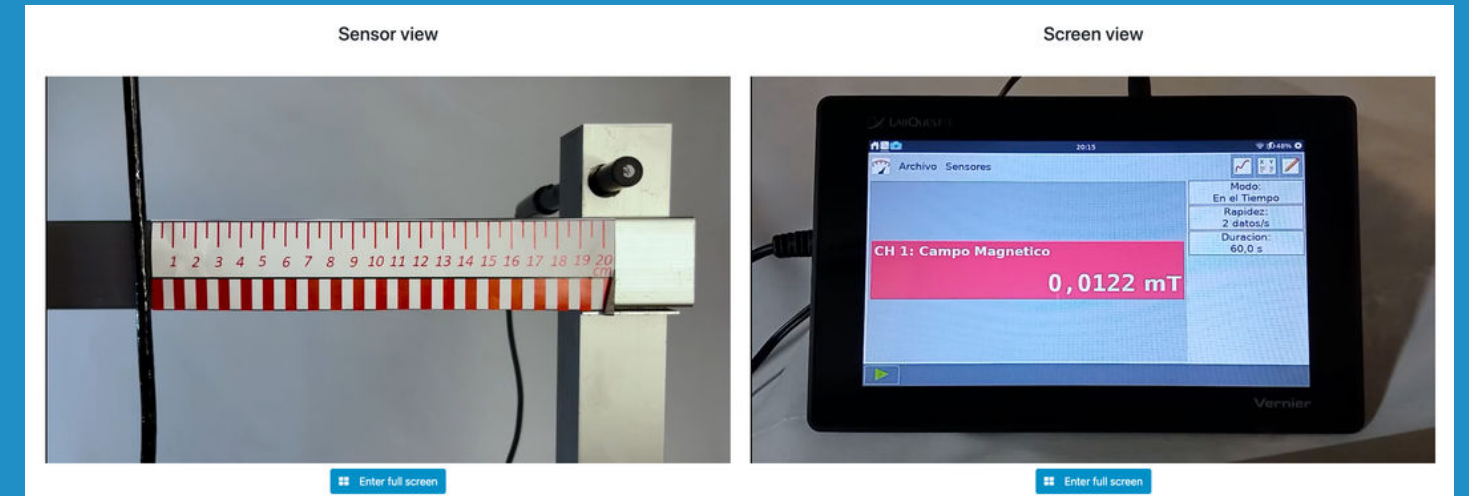 Sensor view
Screen view
1 2 3 4 5 6 7 8 9 10 11 12 13 14 15 16 17 18 19 20
cm
LABQUEST
20:15
48%
Archivo Sensores
Modo:
En el Tiempo
Rapidez:
2 datos/s
Duracion:
60,0 s
CH 1: Campo Magnetico
0,0122 mT
Vernier
Enter full screen
Enter full screen